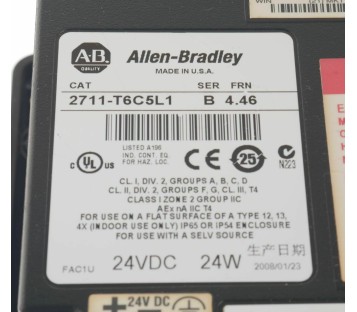 A·B
QUALITY
Allen-Bradley
MADE IN U.S.A.
CAT SER FRN
2711-T6C5L1 B 4.46
LISTED A196
IND. CONT. EQ.
FOR HAZ. LOC.
C UL US CE 25 N223
CL I, DIV. 2, GROUPS A, B, C, D
CL. II, DIV. 2, GROUPS F, G, CL. III, T4
CLASS I ZONE 2 GROUP IIC
AEx nA IIC T4
FOR USE ON A FLAT SURFACE OF A TYPE 12, 13,
4X (INDOOR USE ONLY) IP65 or IP54 ENCLOSURE
FOR USE WITH A SELV SOURCE
生产日期
FAC1U 24VDC 24W 2008/01/23
24V DC